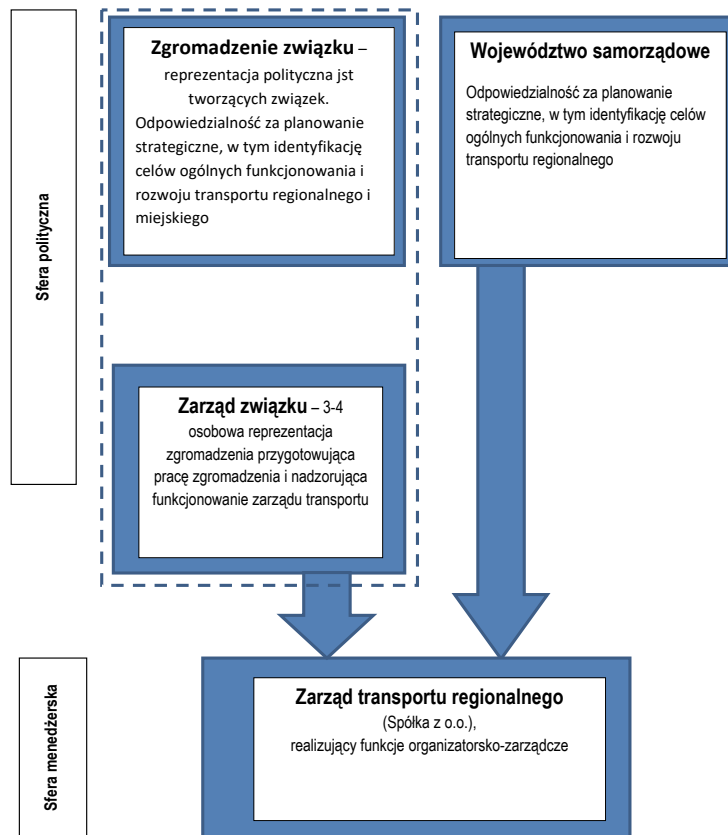 Sfera polityczna
Zgromadzenie związku –
reprezentacja polityczna jst
tworzących związek.
Odpowiedzialność za planowanie
strategiczne, w tym identyfikację
celów ogólnych funkcjonowania i
rozwoju transportu regionalnego i
miejskiego
Województwo samorządowe
Odpowiedzialność za planowanie
strategiczne, w tym identyfikację celów
ogólnych funkcjonowania i rozwoju
transportu regionalnego
Zarząd związku – 3-4
osobowa reprezentacja
zgromadzenia przygotowująca
pracę zgromadzenia i nadzorująca
funkcjonowanie zarządu transportu
Sfera menedżerska
Zarząd transportu regionalnego
(Spółka z o.o.),
realizujący funkcje organizatorsko-zarządcze